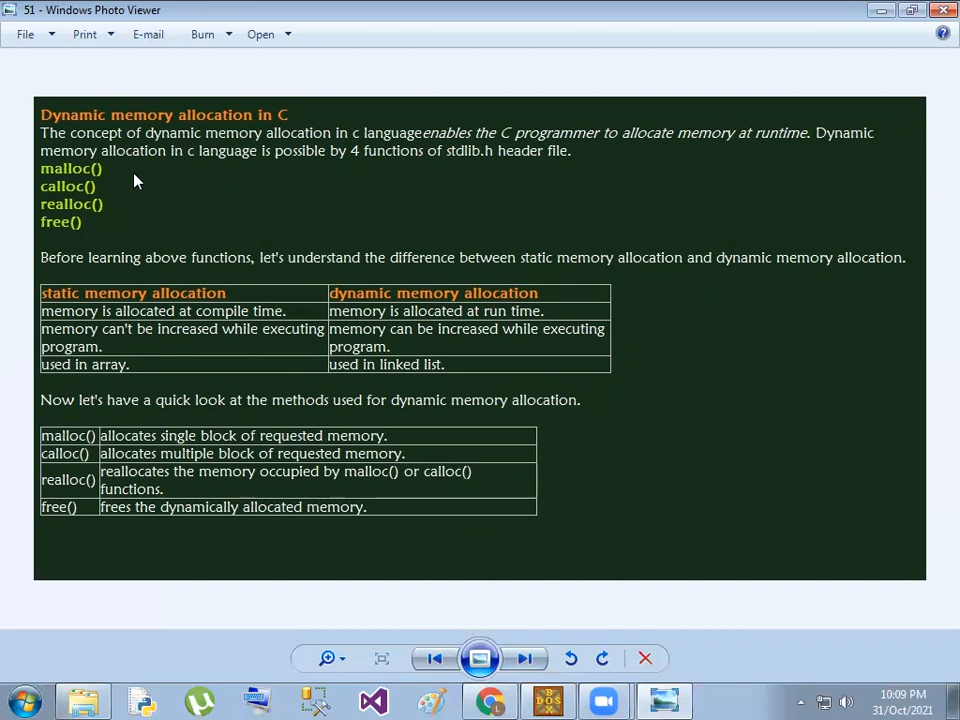 51 - Windows Photo Viewer
File Print E-mail Burn Open
Dynamic memory allocation in C
The concept of dynamic memory allocation in c languageenables the C programmer to allocate memory at runtime. Dynamic
memory allocation in c language is possible by 4 functions of stdlib.h header file.
malloc()
calloc()
realloc()
free()
Before learning above functions, let's understand the difference between static memory allocation and dynamic memory allocation.
static memory allocation dynamic memory allocation
memory is allocated at compile time. memory is allocated at run time.
memory can't be increased while executing program. memory can be increased while executing program.
used in array. used in linked list.
Now let's have a quick look at the methods used for dynamic memory allocation.
malloc() allocates single block of requested memory.
calloc() allocates multiple block of requested memory.
realloc() reallocates the memory occupied by malloc() or calloc() functions.
free() frees the dynamically allocated memory.
10:09 PM
31/Oct/2021